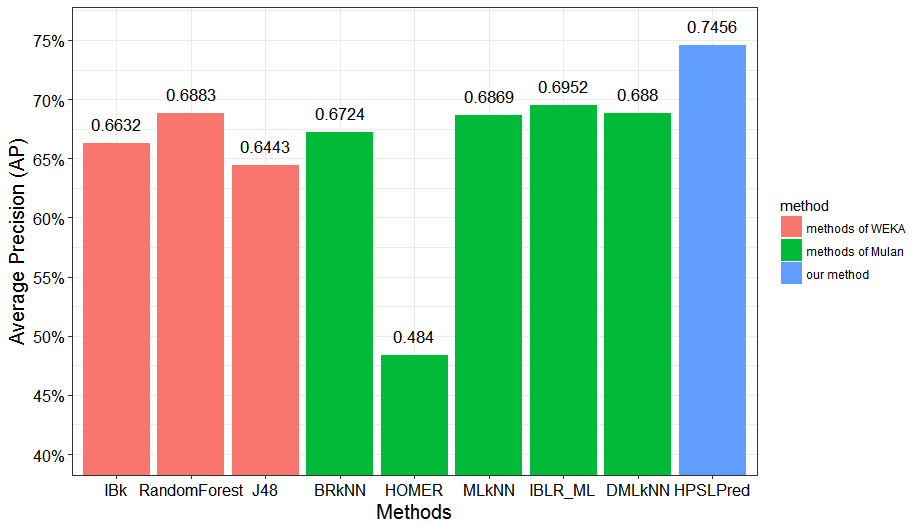 0.7456
75%
0.6952
0.6883
0.6869
0.688
70%
0.6724
0.6632
0.6443
65%
60%
55%
0.484
50%
45%
40%
Average Precision (AP)
IBk RandomForest J48 BRkNN HOMER MLkNN IBLR_ML DMLkNN HPSLPred
Methods
method
methods of WEKA
methods of Mulan
our method